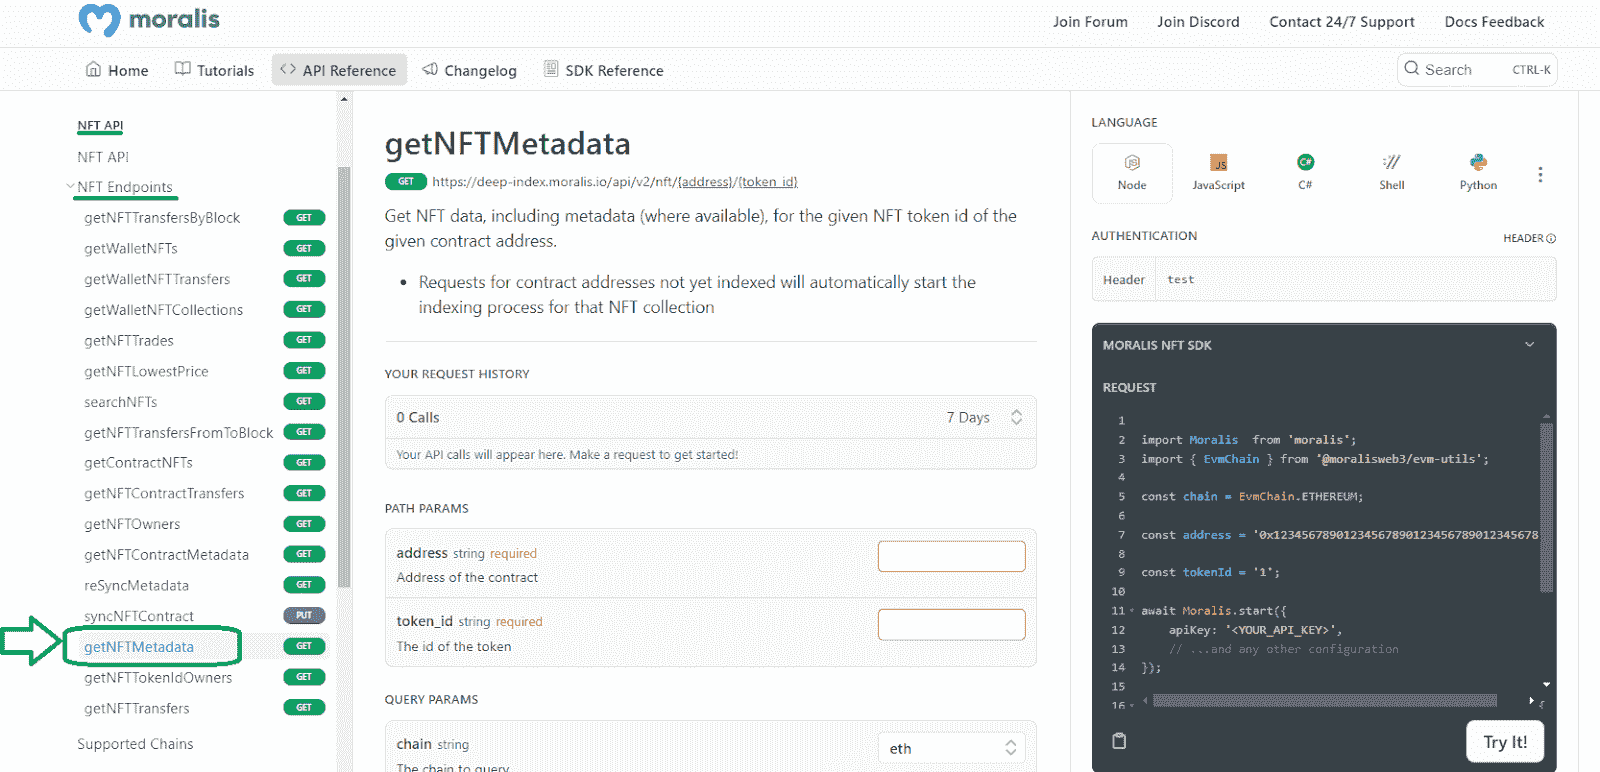 moralis
Join Forum
Join Discord
Contact 24/7 Support
Docs Feedback
Home
Tutorials
<> API Reference
Changelog
SDK Reference
Search
CTRL-K
NFT API
NFT API
NFT Endpoints
getNFTTransfersByBlock GET
getWalletNFTs GET
getWalletNFTTransfers GET
getWalletNFTCollections GET
getNFTTrades GET
getNFTLowestPrice GET
searchNFTs GET
getNFTTransfersFromToBlock GET
getContractNFTs GET
getNFTContractTransfers GET
getNFTOwners GET
getNFTContractMetadata GET
reSyncMetadata GET
syncNFTContract PUT
getNFTMetadata GET
getNFTTokenIdOwners GET
getNFTTransfers GET
Supported Chains
getNFTMetadata
GET https://deep-index.moralis.io/api/v2/nft/{address}/{token_id}
Get NFT data, including metadata (where available), for the given NFT token id of the
given contract address.
• Requests for contract addresses not yet indexed will automatically start the
indexing process for that NFT collection
YOUR REQUEST HISTORY
0 Calls
7 Days
Your API calls will appear here. Make a request to get started!
PATH PARAMS
address string required
Address of the contract
token_id string required
The id of the token
QUERY PARAMS
chain string
eth
The chain to query
LANGUAGE
JS
Node
JS
JavaScript
C#
C#
Shell
Python
AUTHENTICATION
HEADER
Header
test
MORALIS NFT SDK
REQUEST
1
2 import Moralis from 'moralis';
3 import { EvmChain } from '@moralisweb3/evm-utils';
4
5 const chain = EvmChain.ETHEREUM;
6
7 const address = '0x12345678901234567890123456789012345678
8
9 const tokenId = '1';
10
11 await Moralis.start({
12 apiKey: '<YOUR_API_KEY>',
13 // ...and any other configuration
14 });
15
16 {
Try It!